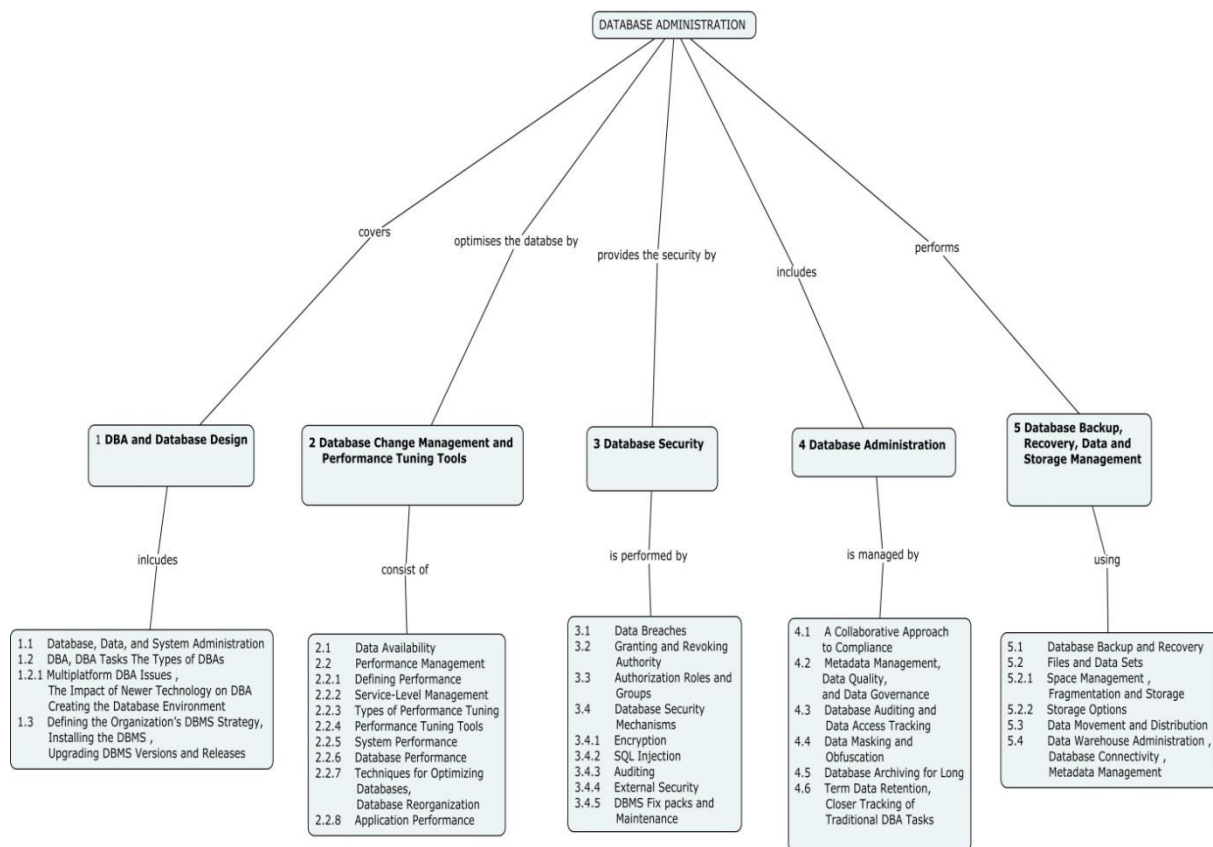 DATABASE ADMINISTRATION
covers
optimises the databse by
provides the security by
includes
performs
1 DBA and Database Design
2 Database Change Management and
Performance Tuning Tools
3 Database Security
4 Database Administration
5 Database Backup,
Recovery, Data and
Storage Management
inlcudes
consist of
is performed by
is managed by
using
1.1 Database, Data, and System Administration
1.2 DBA, DBA Tasks The Types of DBAs
1.2.1 Multiplatform DBA Issues ,
The Impact of Newer Technology on DBA
Creating the Database Environment
1.3 Defining the Organization's DBMS Strategy,
Installing the DBMS ,
Upgrading DBMS Versions and Releases
2.1 Data Availability
2.2 Performance Management
2.2.1 Defining Performance
2.2.2 Service-Level Management
2.2.3 Types of Performance Tuning
2.2.4 Performance Tuning Tools
2.2.5 System Performance
2.2.6 Database Performance
2.2.7 Techniques for Optimizing
Databases,
Database Reorganization
2.2.8 Application Performance
3.1 Data Breaches
3.2 Granting and Revoking
Authority
3.3 Authorization Roles and
Groups
3.4 Database Security
Mechanisms
3.4.1 Encryption
3.4.2 SQL Injection
3.4.3 Auditing
3.4.4 External Security
3.4.5 DBMS Fix packs and
Maintenance
4.1 A Collaborative Approach
to Compliance
4.2 Metadata Management,
Data Quality,
and Data Governance
4.3 Database Auditing and
Data Access Tracking
4.4 Data Masking and
Obfuscation
4.5 Database Archiving for Long
4.6 Term Data Retention,
Closer Tracking of
Traditional DBA Tasks
5.1 Database Backup and Recovery
5.2 Files and Data Sets
5.2.1 Space Management ,
Fragmentation and Storage
5.2.2 Storage Options
5.3 Data Movement and Distribution
5.4 Data Warehouse Administration ,
Database Connectivity ,
Metadata Management